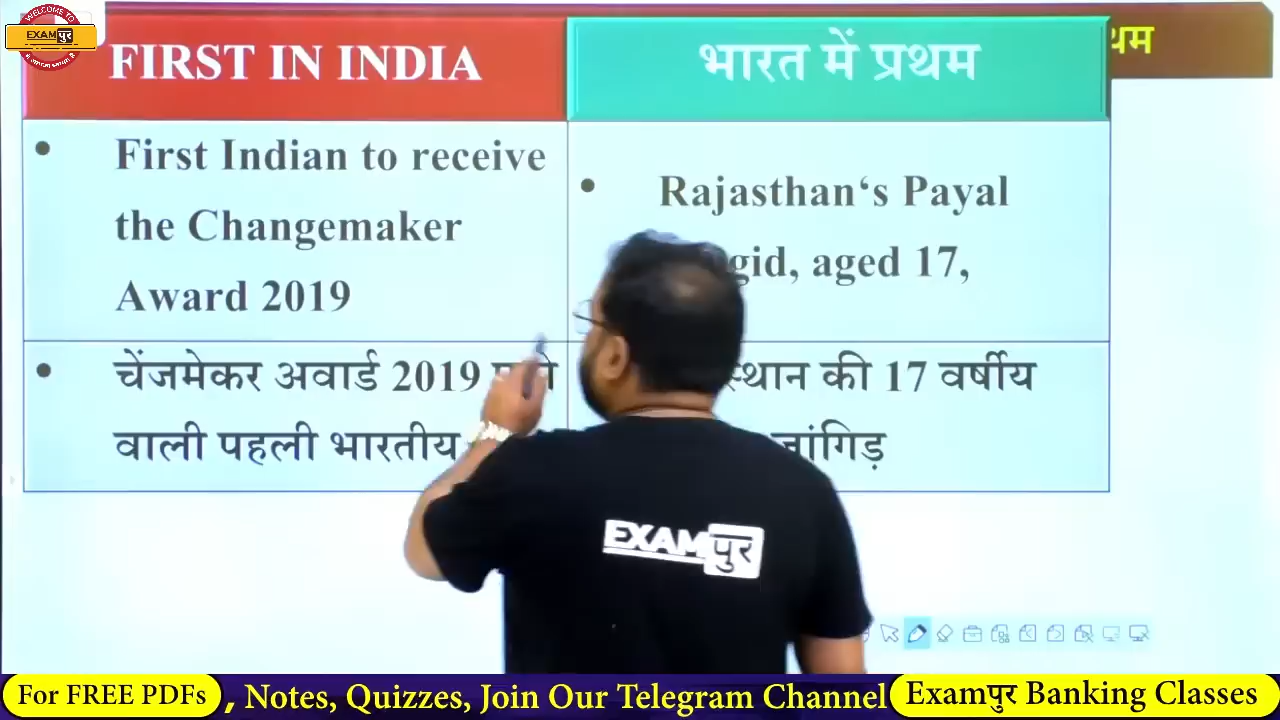 WELCOME TO
EXAMपुर
FIRST IN INDIA
भारत में प्रथम
First Indian to receive
the Changemaker
Award 2019
Rajasthan‘s Payal
aged 17,
चेंजमेकर अवार्ड 2019
वाली पहली भारतीय
की 17 वर्षीय
जांगिड़
EXAMपुर
For FREE PDFs , Notes, Quizzes, Join Our Telegram Channel Examपुर Banking Classes